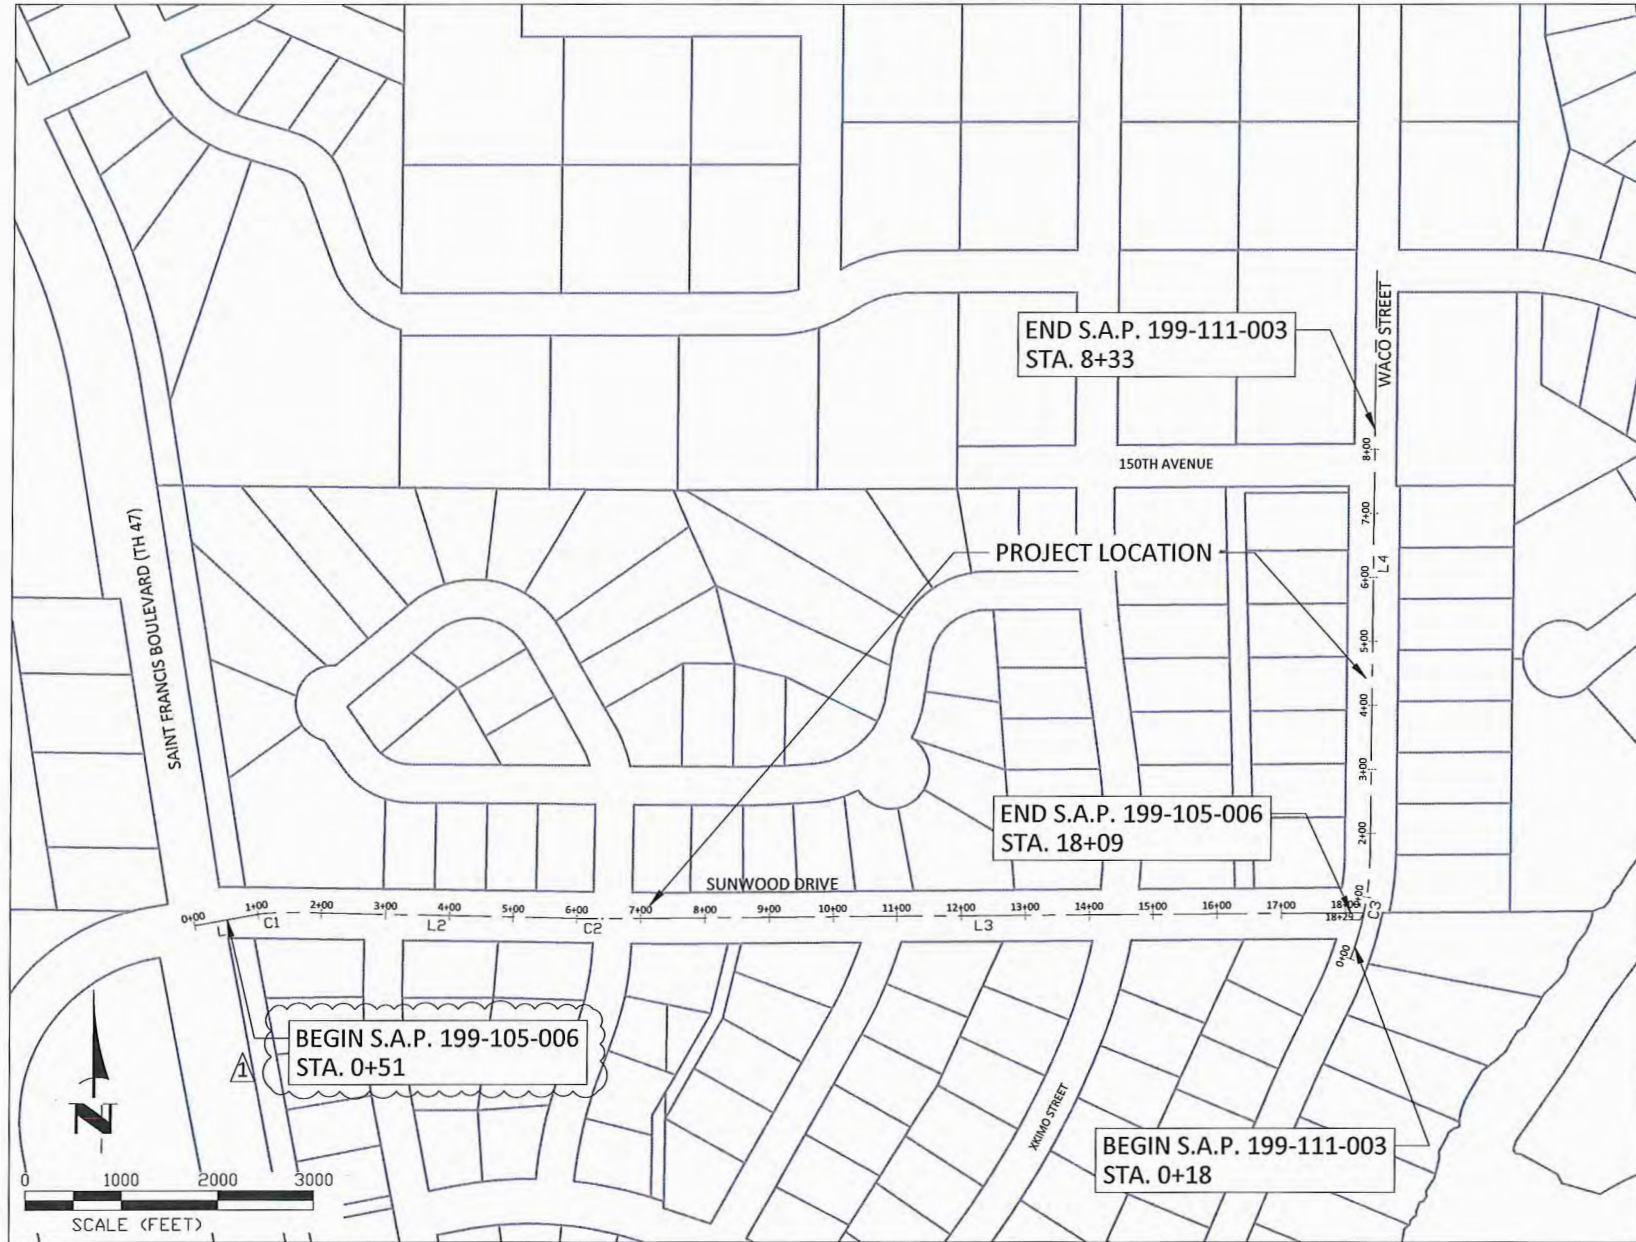 END S.A.P. 199-111-003
STA. 8+33
WACO STREET
8+00
150TH AVENUE
7+00
SAINT FRANCIS BOULEVARD (TH 47)
PROJECT LOCATION
L4
6+00
5+00
4+00
3+00
END S.A.P. 199-105-006
STA. 18+09
2+00
SUNWOOD DRIVE
0+00
1+00
2+00
3+00
4+00
5+00
6+00
7+00
8+00
9+00
10+00
11+00
12+00
13+00
14+00
15+00
16+00
17+00
18+29
C1
L2
C2
L3
C3
0+00
BEGIN S.A.P. 199-105-006
STA. 0+51
1
N
XKIMO STREET
BEGIN S.A.P. 199-111-003
STA. 0+18
0 1000 2000 3000
SCALE (FEET)